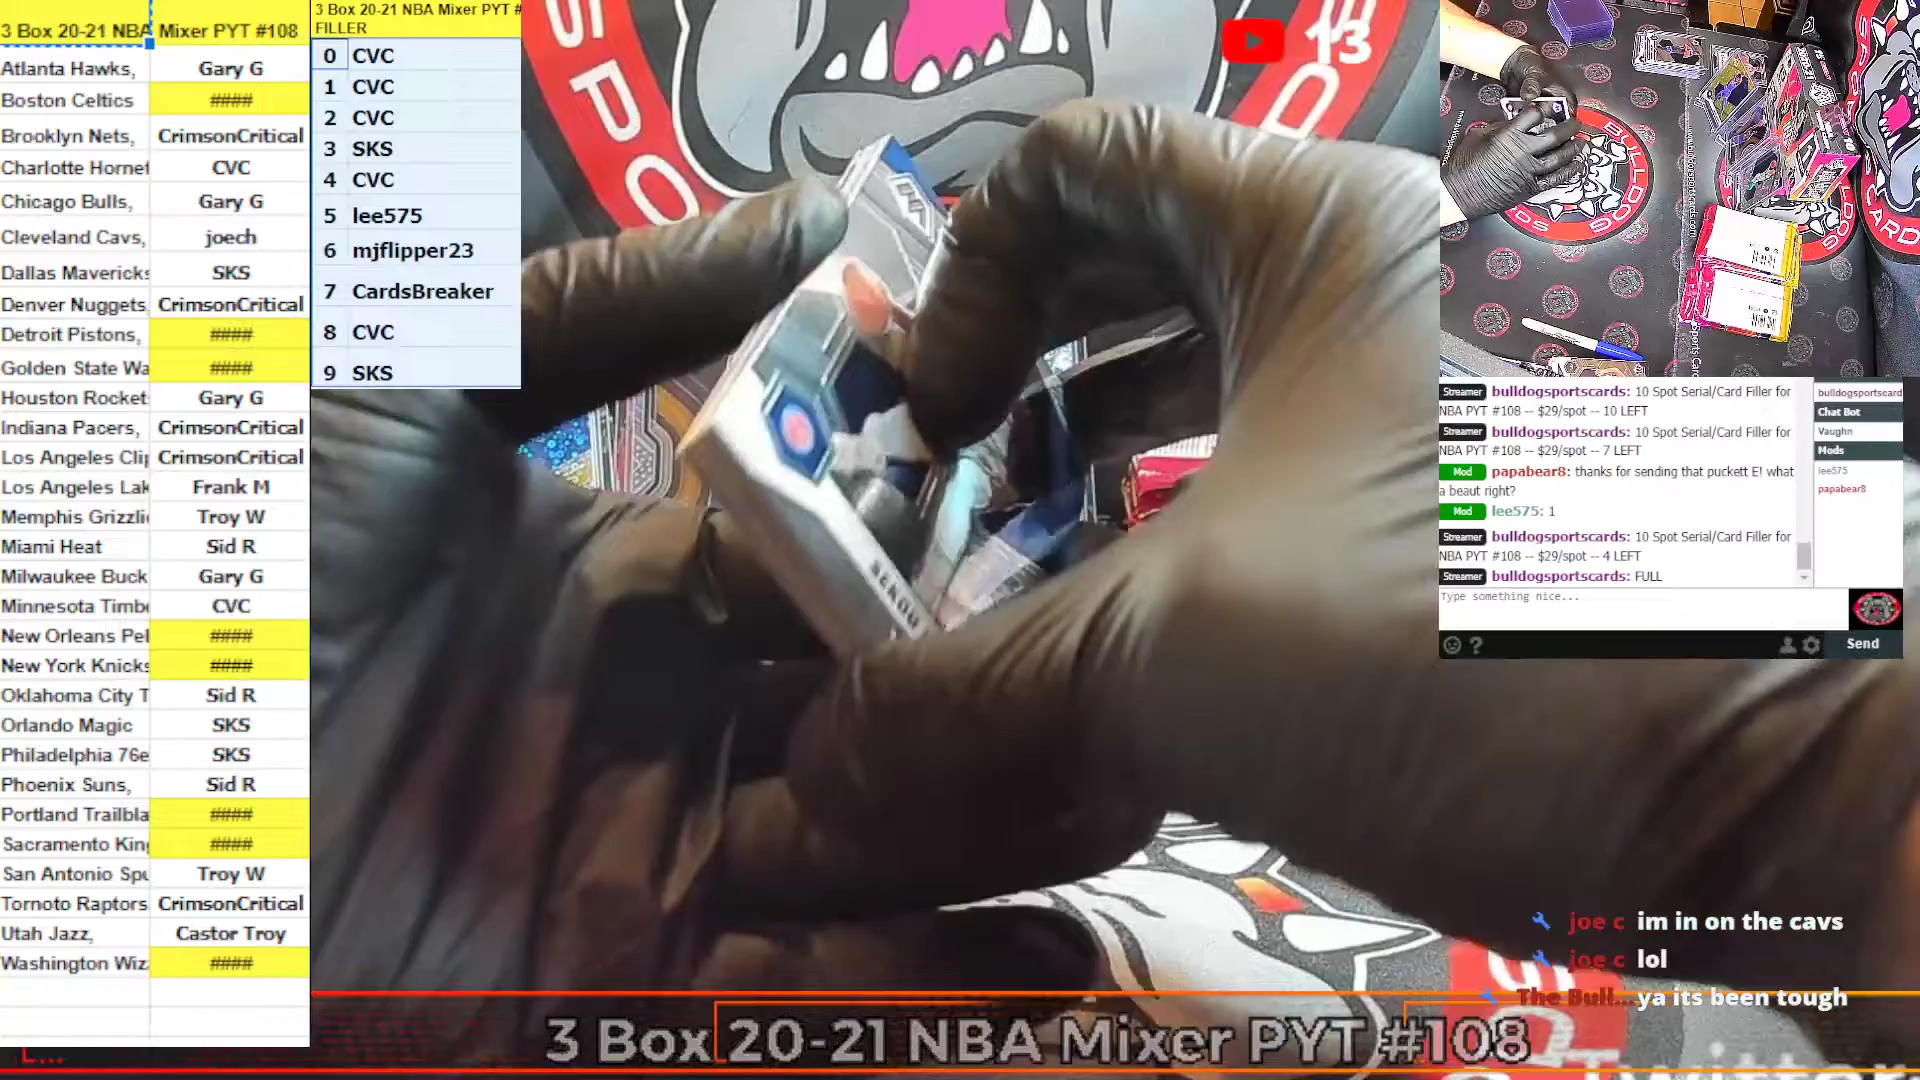 3 Box 20-21 NBA Mixer PYT #108
Atlanta Hawks, Gary G
Boston Celtics ####
Brooklyn Nets, CrimsonCritical
Charlotte Hornet CVC
Chicago Bulls, Gary G
Cleveland Cavs, joech
Dallas Mavericks SKS
Denver Nuggets, CrimsonCritical
Detroit Pistons, ####
Golden State Wa ####
Houston Rocket Gary G
Indiana Pacers, CrimsonCritical
Los Angeles Clip CrimsonCritical
Los Angeles Lak Frank M
Memphis Grizzli Troy W
Miami Heat Sid R
Milwaukee Buck Gary G
Minnesota Timbe CVC
New Orleans Pel ####
New York Knicks ####
Oklahoma City T Sid R
Orlando Magic SKS
Philadelphia 76e SKS
Phoenix Suns, Sid R
Portland Trailbla ####
Sacramento King ####
San Antonio Spu Troy W
Tornoto Raptors, CrimsonCritical
Utah Jazz, Castor Troy
Washington Wiz ####
3 Box 20-21 NBA Mixer PYT #
FILLER
0 CVC
1 CVC
2 CVC
3 SKS
4 CVC
5 lee575
6 mjflipper23
7 CardsBreaker
8 CVC
9 SKS
SPO
13
SEKOU
BULLDOG
CARDS
Streamer bulldogsportscards: 10 Spot Serial/Card Filler for
NBA PYT #108 -- $29/spot -- 10 LEFT
Streamer bulldogsportscards: 10 Spot Serial/Card Filler for
NBA PYT #108 -- $29/spot -- 7 LEFT
Mod papabear8: thanks for sending that puckett E! what
a beaut right?
Mod lee575: 1
Streamer bulldogsportscards: 10 Spot Serial/Card Filler for
NBA PYT #108 -- $29/spot -- 4 LEFT
Streamer bulldogsportscards: FULL
Type something nice...
Send
bulldogsportscard
Chat Bot
Vaughn
Mods
lee575
papabear8
joe c im in on the cavs
joe c lol
The Bull... ya its been tough
L...
3 Box 20-21 NBA Mixer PYT #108